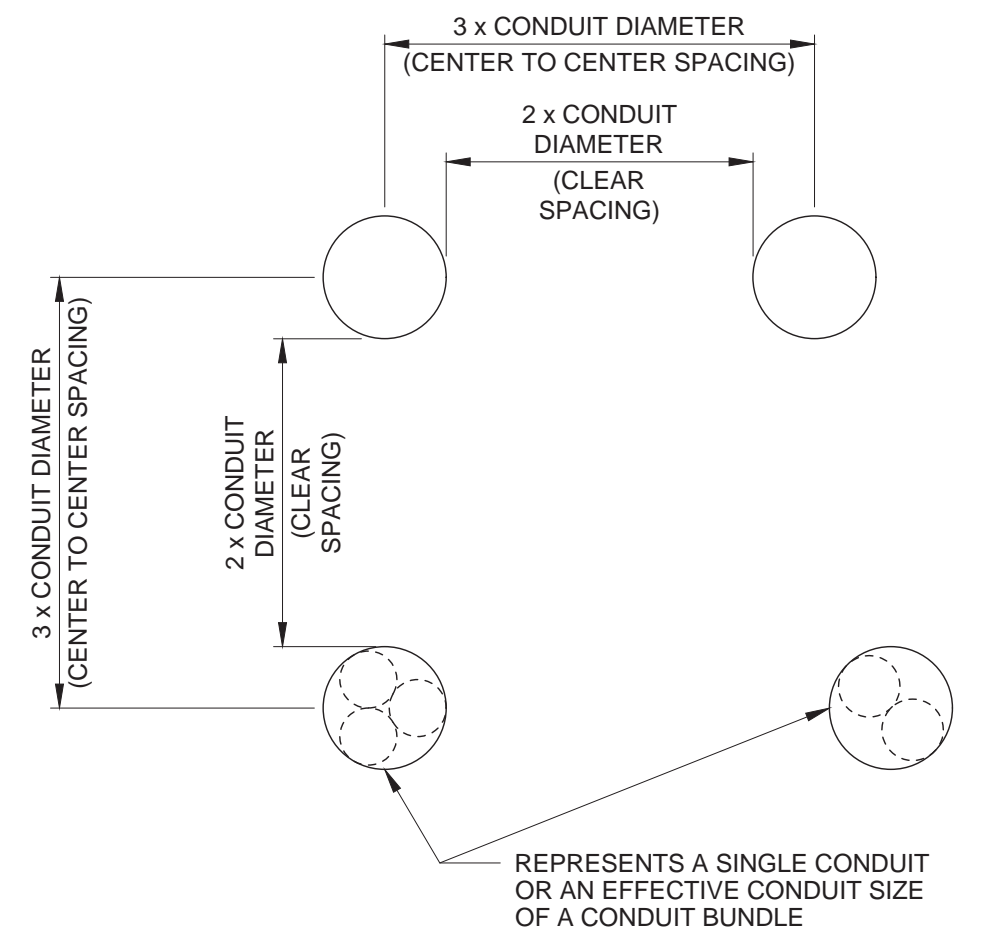 3 x CONDUIT DIAMETER
(CENTER TO CENTER SPACING)
2 x CONDUIT
DIAMETER
(CLEAR
SPACING)
3 x CONDUIT DIAMETER
(CENTER TO CENTER SPACING)
2 x CONDUIT
DIAMETER
(CLEAR
SPACING)
REPRESENTS A SINGLE CONDUIT
OR AN EFFECTIVE CONDUIT SIZE
OF A CONDUIT BUNDLE